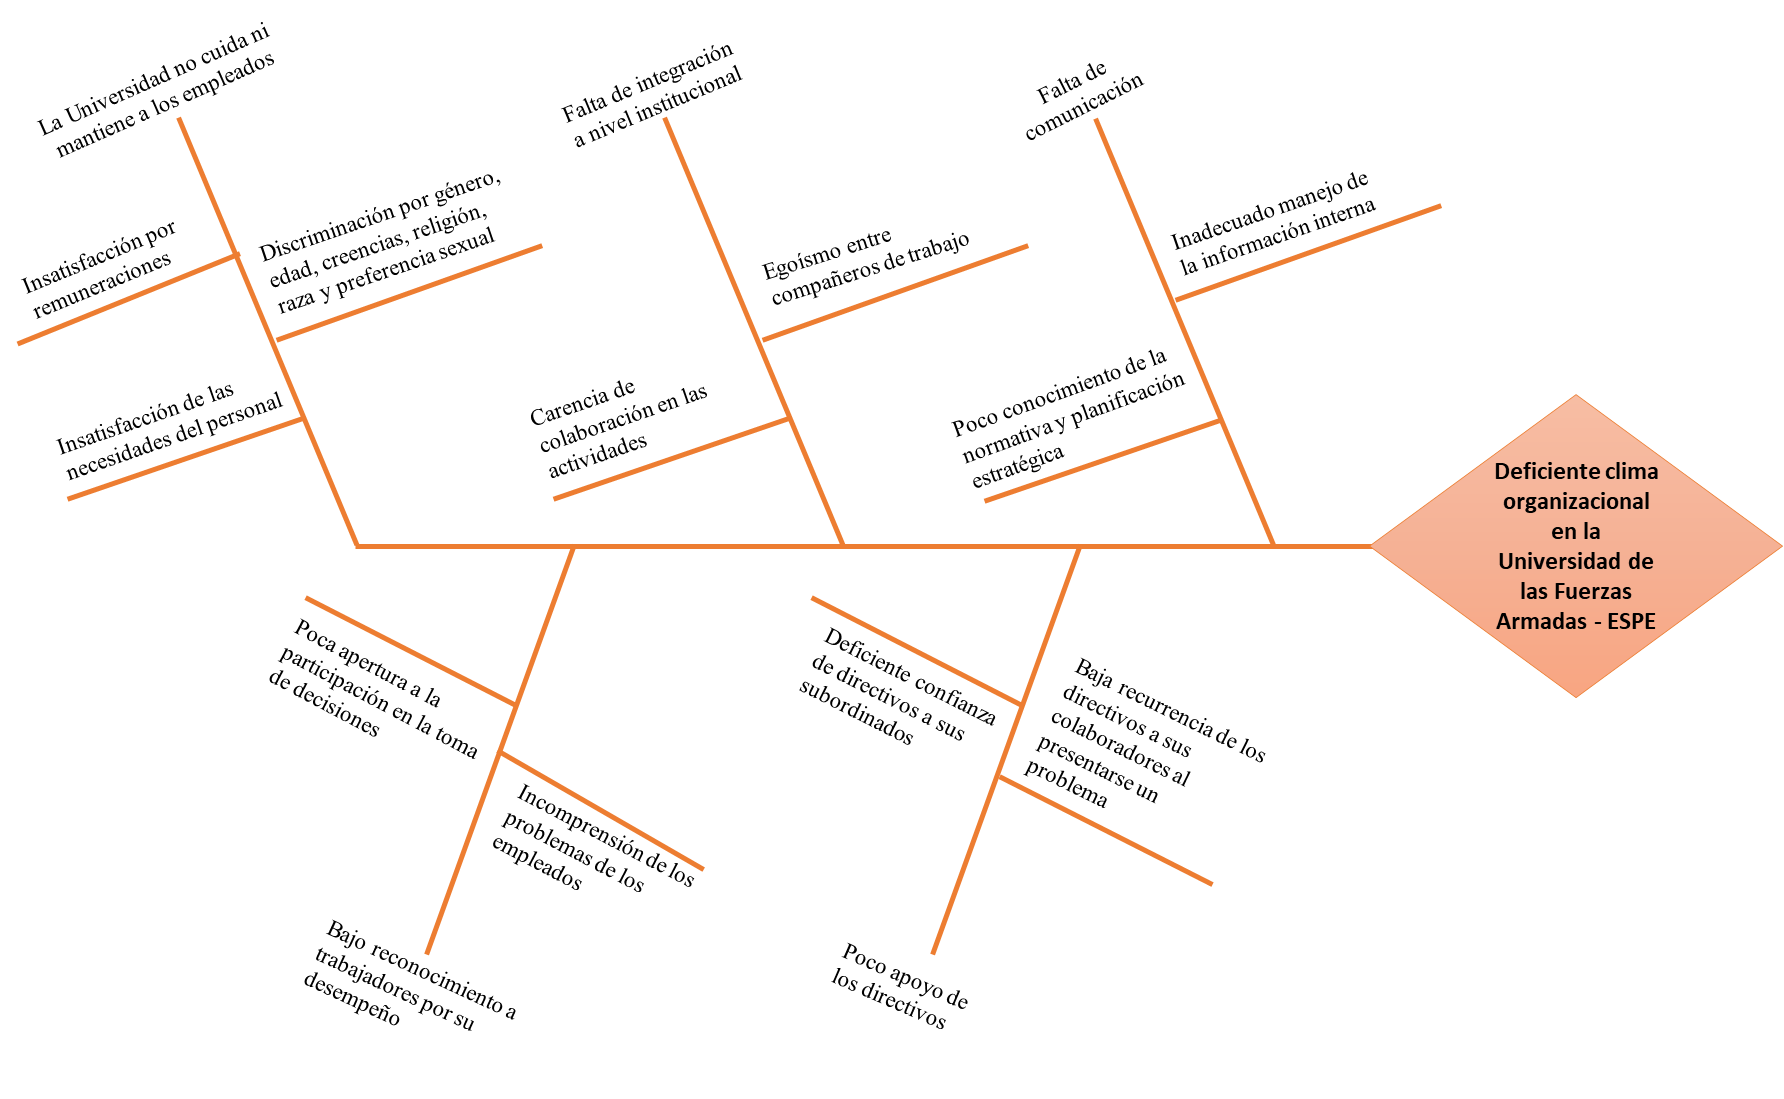 La Universidad no cuida ni
mantiene a los empleados
Insatisfacción por
remuneraciones
Discriminación por género,
edad, creencias, religión,
raza y preferencia sexual
Insatisfacción de las
necesidades del personal
Falta de integración
a nivel institucional
Egoísmo entre
compañeros de trabajo
Carencia de
colaboración en las
actividades
Falta de
comunicación
Inadecuado manejo de
la información interna
Poco conocimiento de la
normativa y planificación
estratégica
Deficiente clima
organizacional
en la
Universidad de
las Fuerzas
Armadas - ESPE
Poca apertura a la
participación en la toma
de decisiones
Incomprensión de los
problemas de los
empleados
Bajo reconocimiento a
trabajadores por su
desempeño
Deficiente confianza
de directivos a sus
subordinados
Baja recurrencia de los
directivos a sus
colaboradores al
presentarse un
problema
Poco apoyo de
los directivos